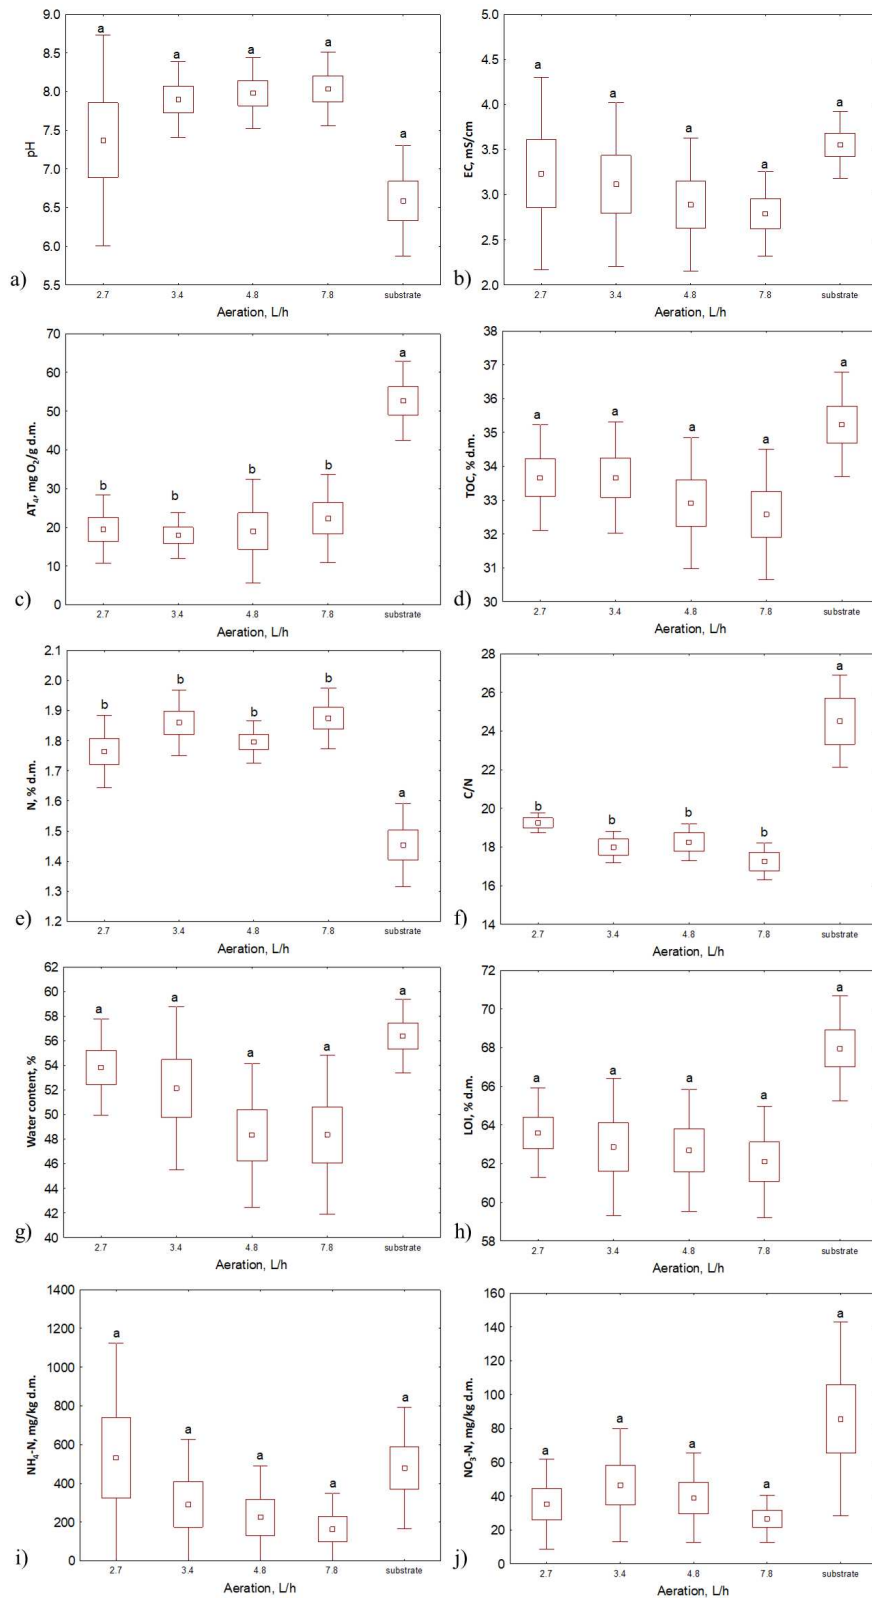 9.0
8.5
8.0
7.5
7.0
6.5
6.0
5.5
pH
a a a a a
2.7 3.4 4.8 7.8 substrate
Aeration, L/h
a)
5.0
4.5
4.0
3.5
3.0
2.5
2.0
EC, mS/cm
a a a a a
2.7 3.4 4.8 7.8 substrate
Aeration, L/h
b)
70
60
50
40
30
20
10
0
AT₄, mg O₂/g d.m.
b b b b a
2.7 3.4 4.8 7.8 substrate
Aeration, L/h
c)
38
37
36
35
34
33
32
31
30
TOC, % d.m.
a a a a a
2.7 3.4 4.8 7.8 substrate
Aeration, L/h
d)
2.1
2.0
1.9
1.8
1.7
1.6
1.5
1.4
1.3
1.2
N, % d.m.
b b b b a
2.7 3.4 4.8 7.8 substrate
Aeration, L/h
e)
28
26
24
22
20
18
16
14
C/N
b b b b a
2.7 3.4 4.8 7.8 substrate
Aeration, L/h
f)
62
60
58
56
54
52
50
48
46
44
42
40
Water content, %
a a a a a
2.7 3.4 4.8 7.8 substrate
Aeration, L/h
g)
72
70
68
66
64
62
60
58
LOI, % d.m.
a a a a a
2.7 3.4 4.8 7.8 substrate
Aeration, L/h
h)
1400
1200
1000
800
600
400
200
0
NH₄-N, mg/kg d.m.
a a a a a
2.7 3.4 4.8 7.8 substrate
Aeration, L/h
i)
160
140
120
100
80
60
40
20
0
NO₃-N, mg/kg d.m.
a a a a a
2.7 3.4 4.8 7.8 substrate
Aeration, L/h
j)